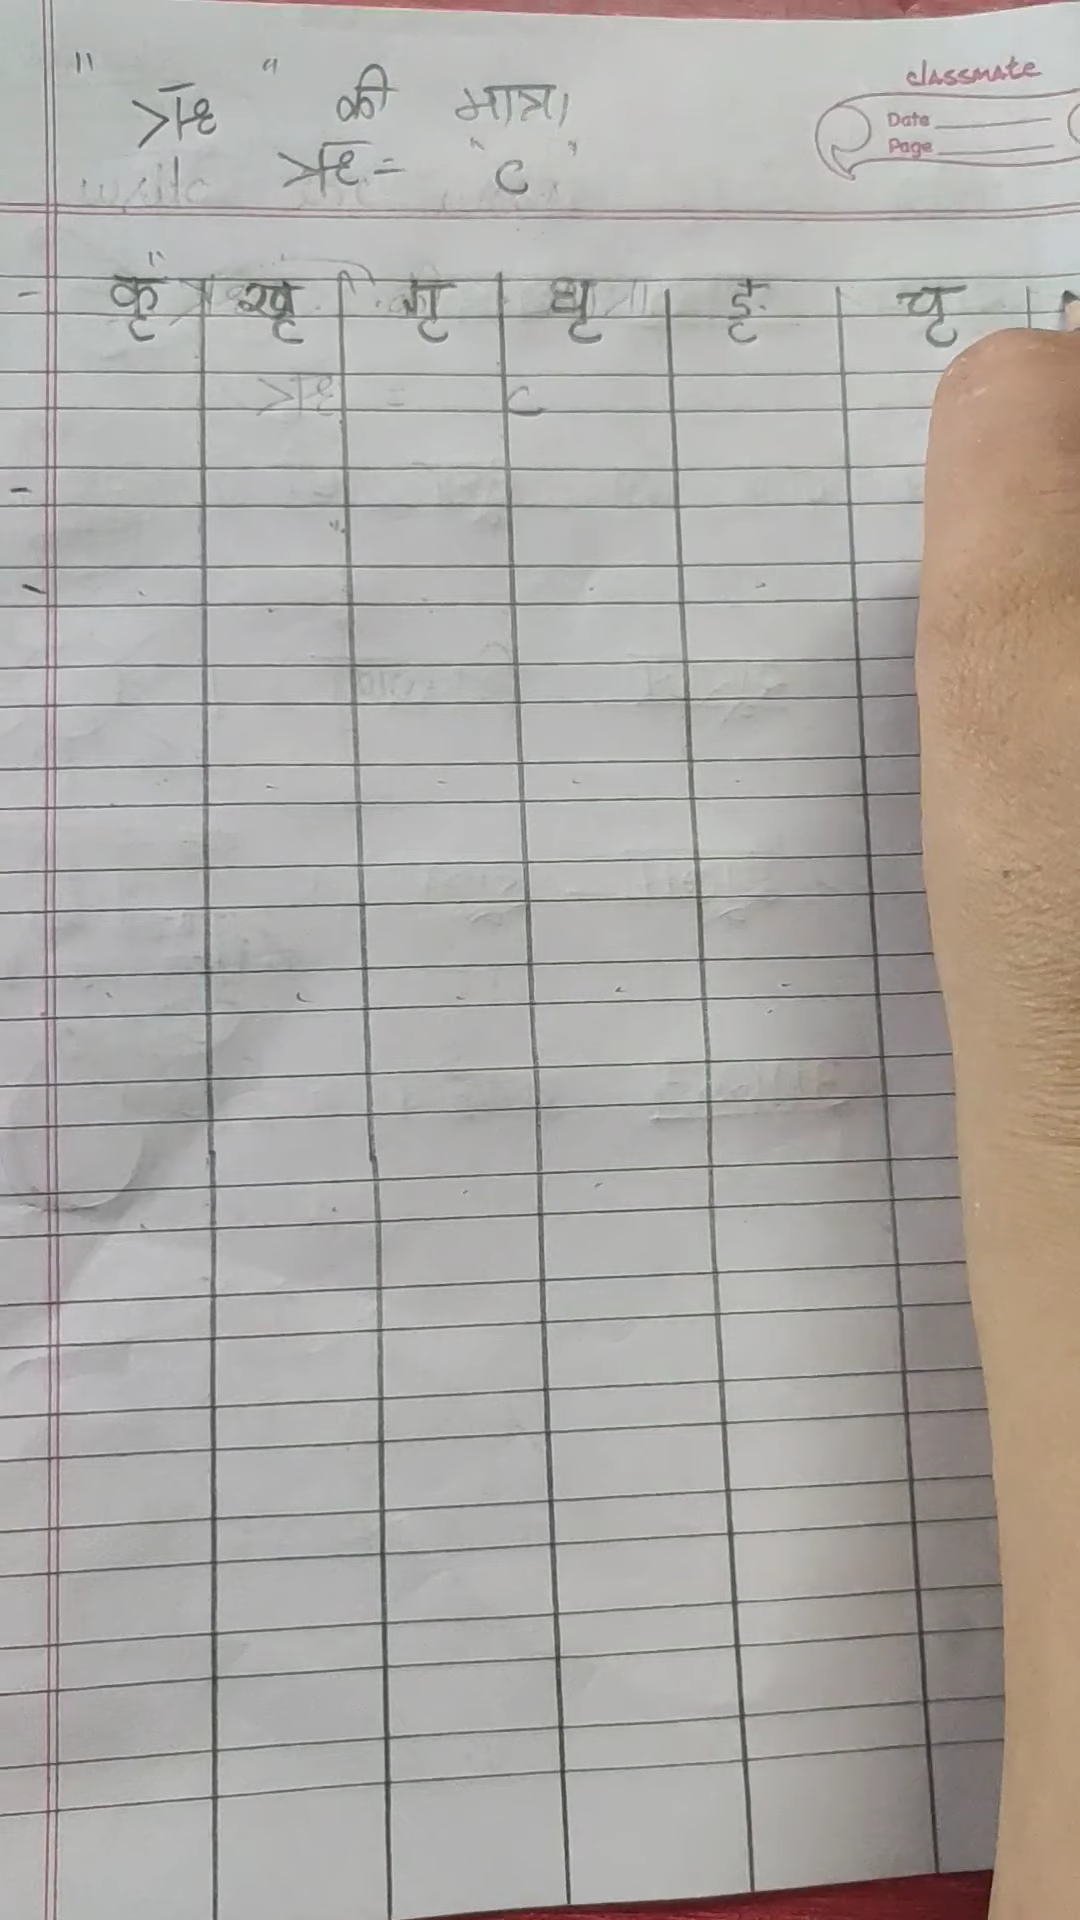 "ऋ" की मात्रा
classmate
Date
Page
ऋ = "ृ"
कृ खृ गृ घृ ङृ चृ
ऋ = ृ